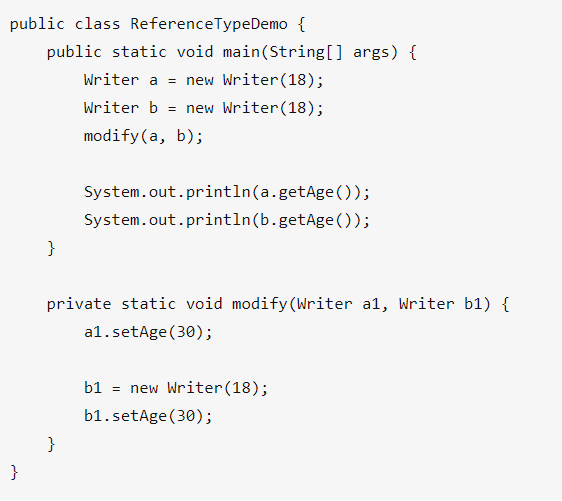 public class ReferenceTypeDemo {
    public static void main(String[] args) {
        Writer a = new Writer(18);
        Writer b = new Writer(18);
        modify(a, b);

        System.out.println(a.getAge());
        System.out.println(b.getAge());
    }

    private static void modify(Writer a1, Writer b1) {
        a1.setAge(30);

        b1 = new Writer(18);
        b1.setAge(30);
    }
}